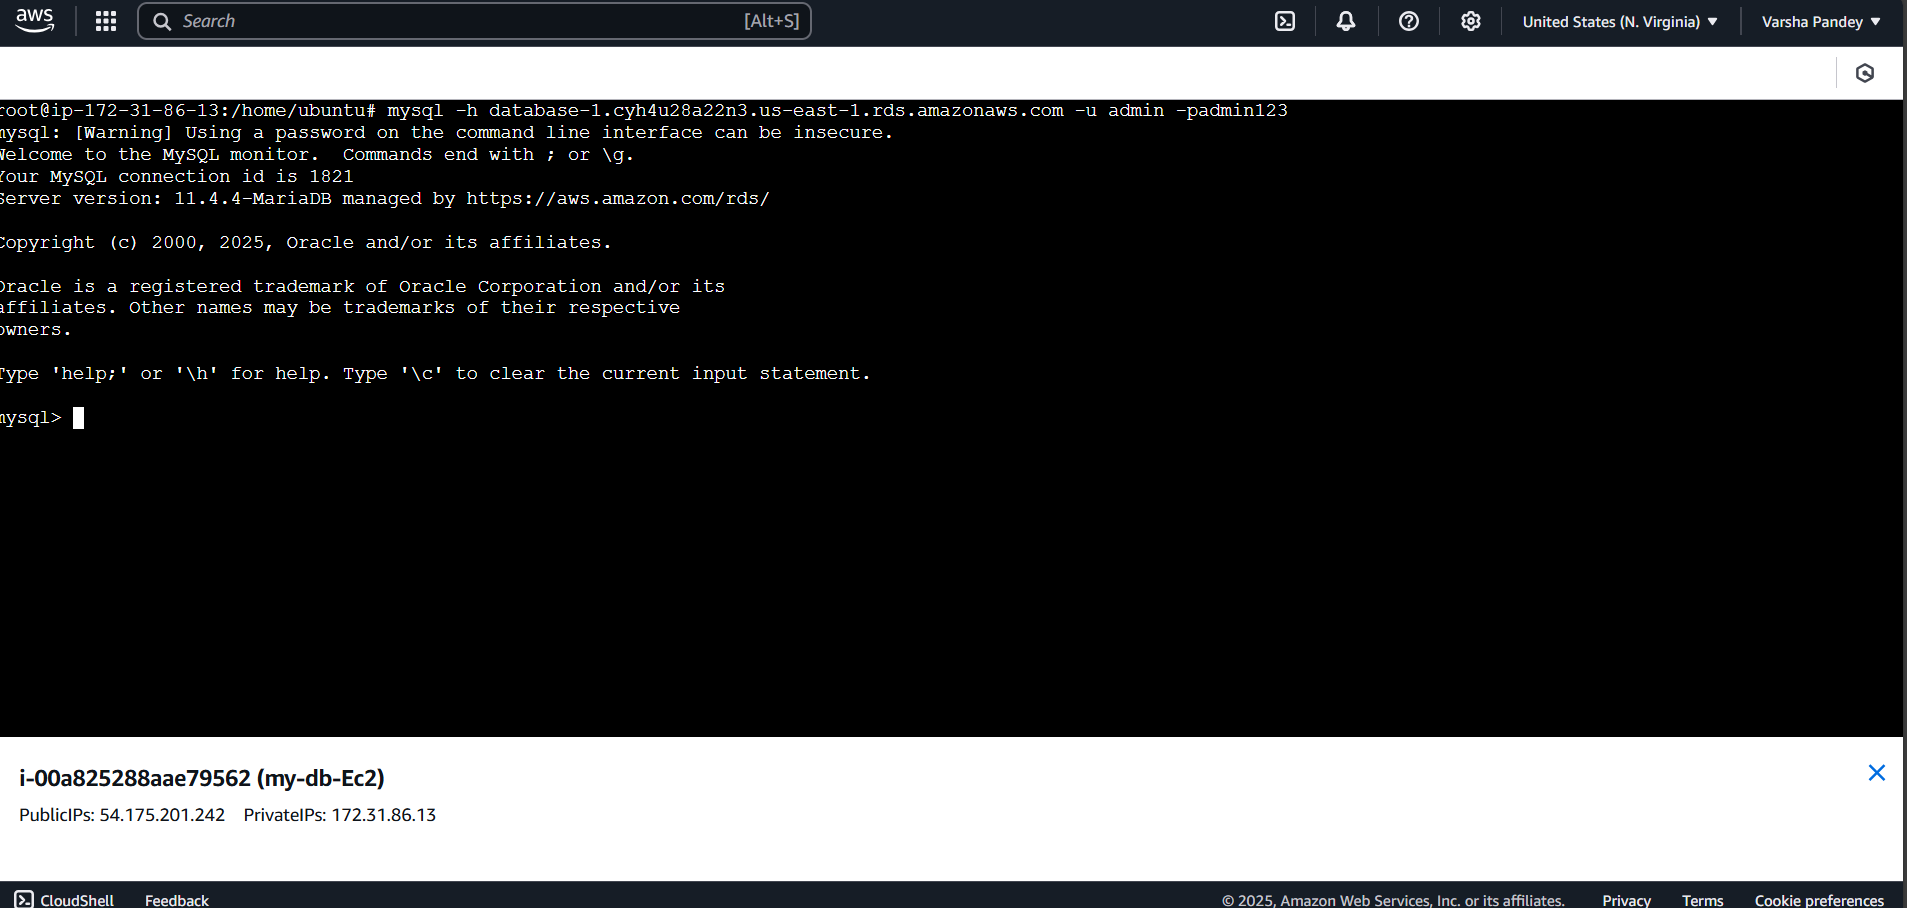 aws
Search [Alt+S]
United States (N. Virginia)
Varsha Pandey
root@ip-172-31-86-13:/home/ubuntu# mysql -h database-1.cyh4u28a22n3.us-east-1.rds.amazonaws.com -u admin -padmin123
mysql: [Warning] Using a password on the command line interface can be insecure.
Welcome to the MySQL monitor.  Commands end with ; or \g.
Your MySQL connection id is 1821
Server version: 11.4.4-MariaDB managed by https://aws.amazon.com/rds/
Copyright (c) 2000, 2025, Oracle and/or its affiliates.
Oracle is a registered trademark of Oracle Corporation and/or its
affiliates. Other names may be trademarks of their respective
owners.
Type 'help;' or '\h' for help. Type '\c' to clear the current input statement.
mysql>
i-00a825288aae79562 (my-db-Ec2)
PublicIPs: 54.175.201.242 PrivateIPs: 172.31.86.13
CloudShell Feedback © 2025, Amazon Web Services, Inc. or its affiliates. Privacy Terms Cookie preferences